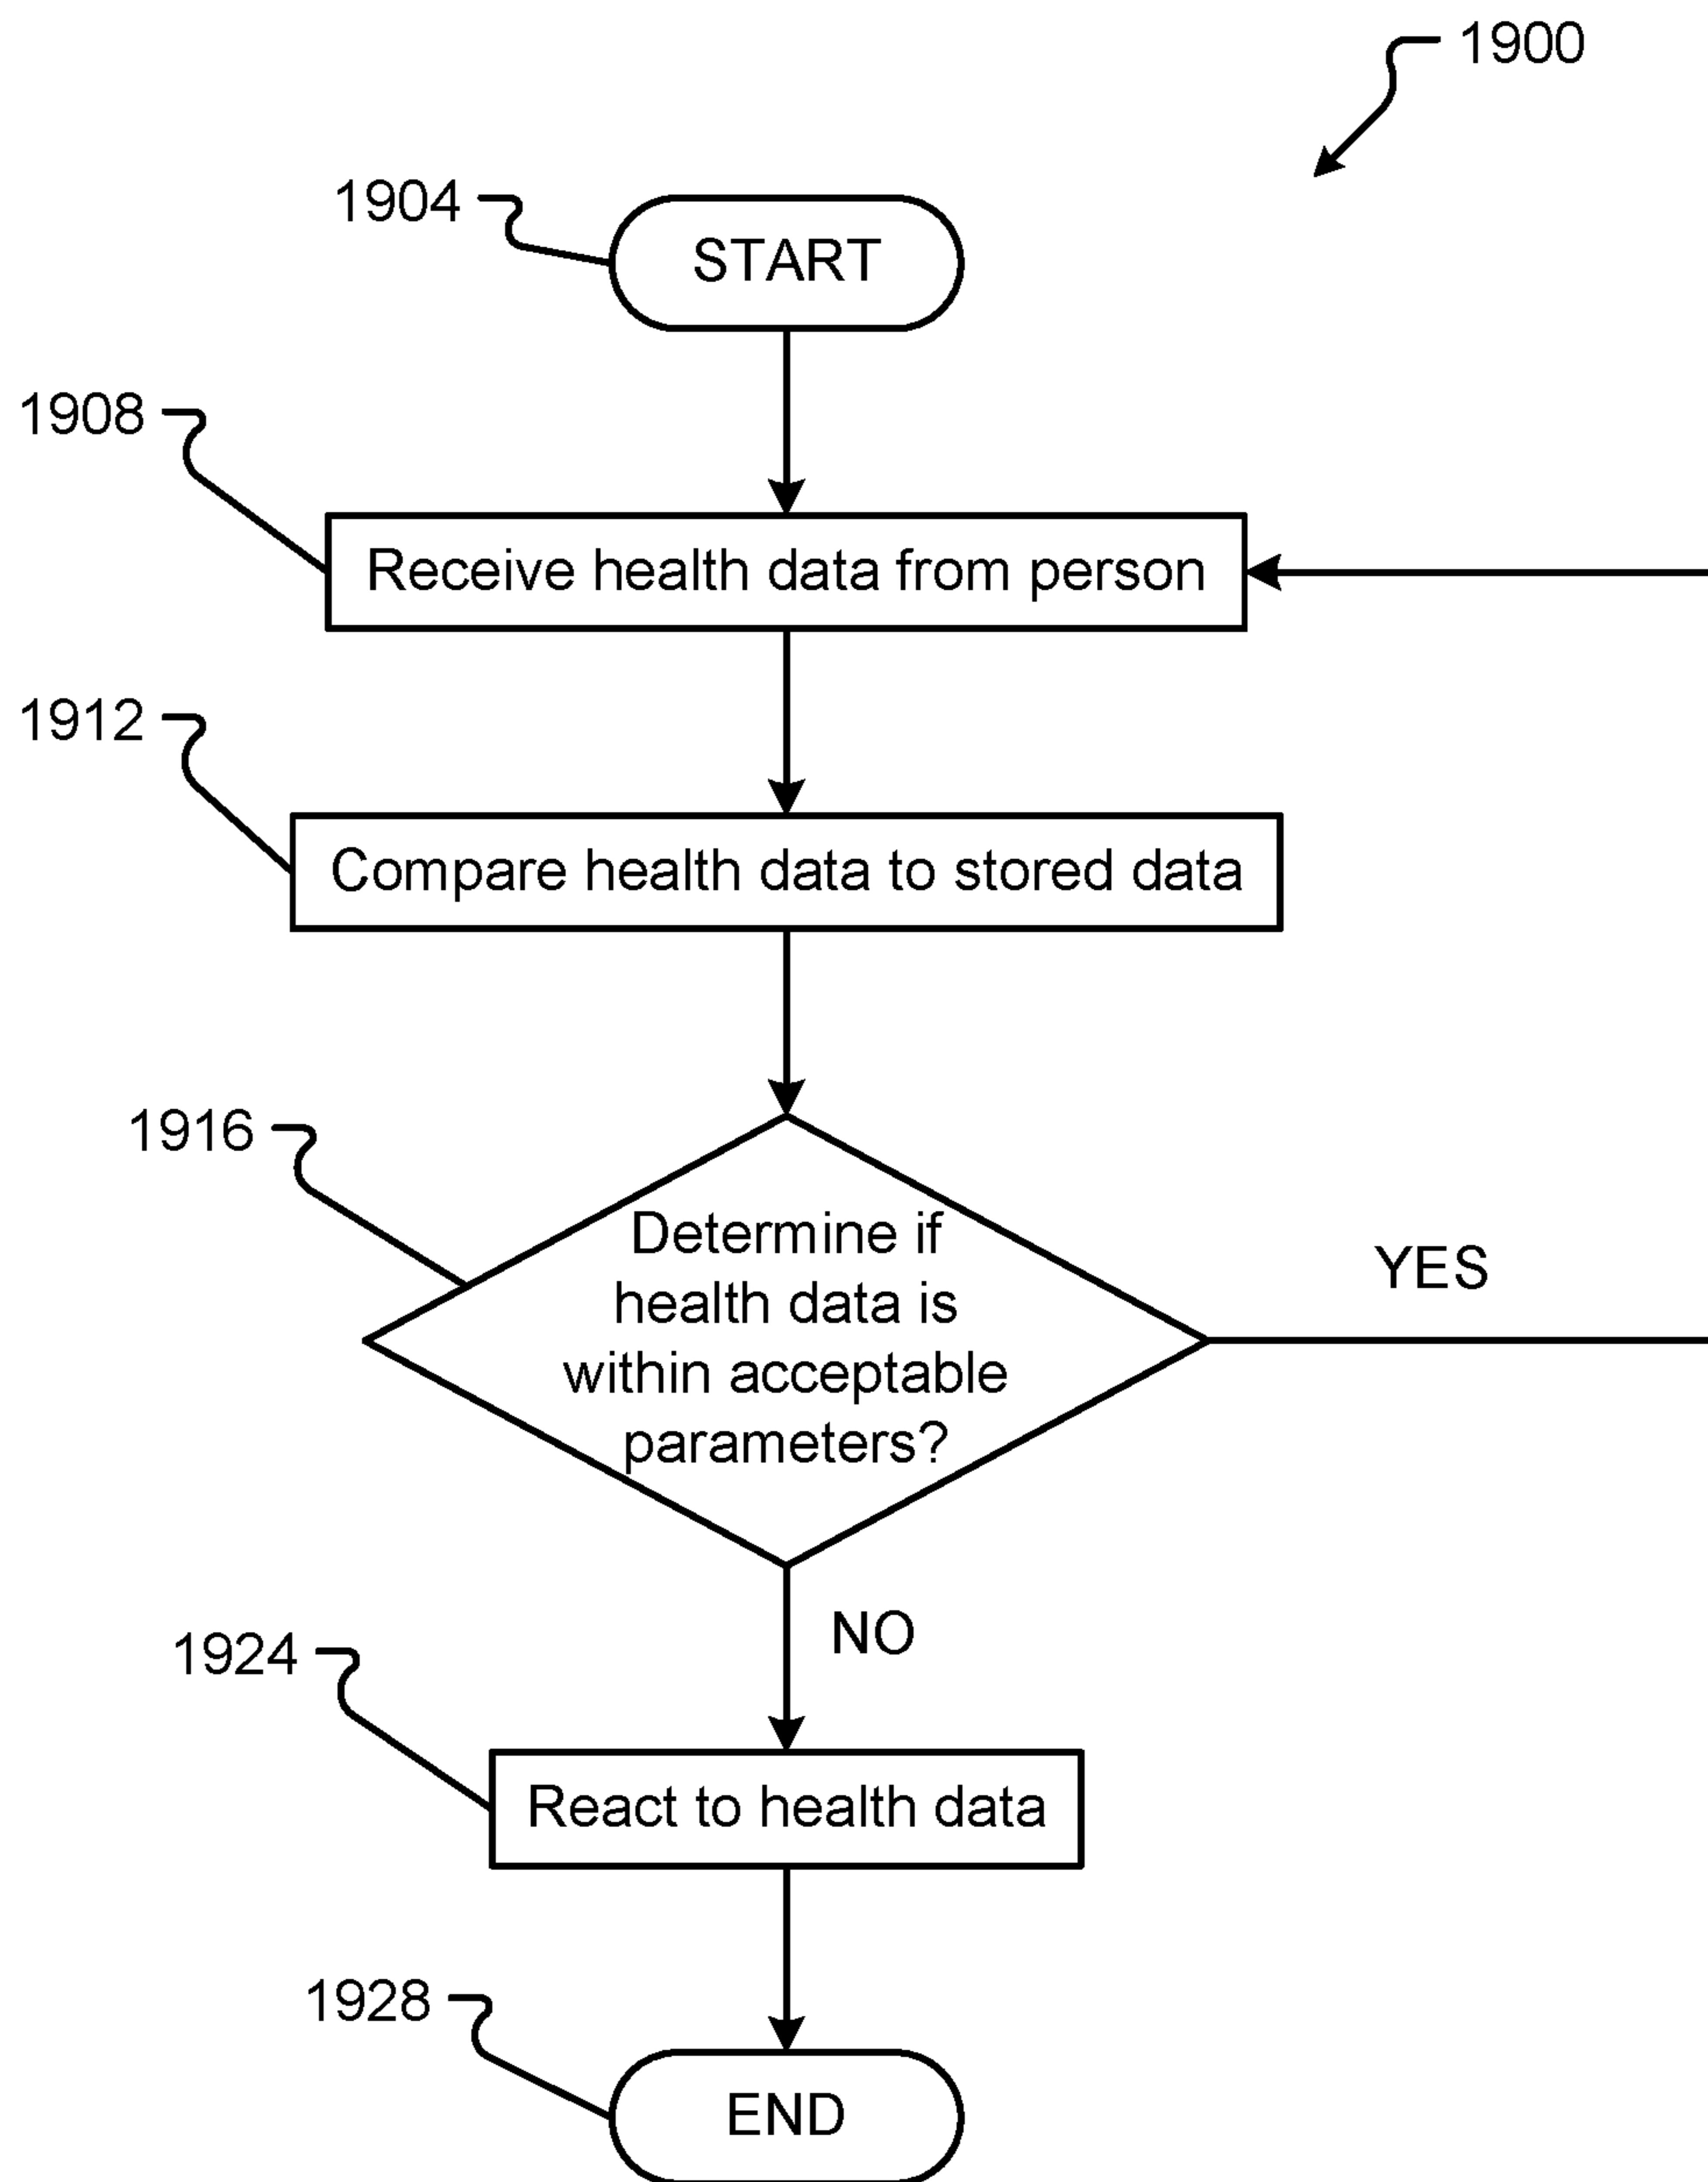 1900
1904
START
1908
Receive health data from person
1912
Compare health data to stored data
1916
Determine if
health data is
within acceptable
parameters?
YES
NO
1924
React to health data
1928
END